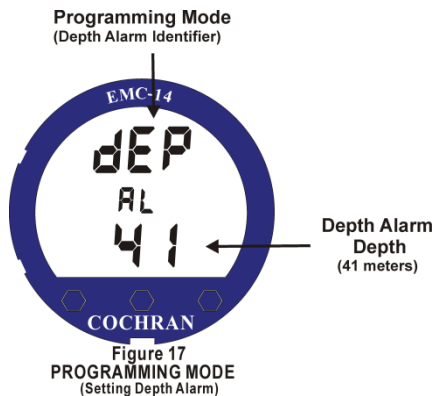 Programming Mode
(Depth Alarm Identifier)
EMC-14
dEP
AL
41
Depth Alarm
Depth
(41 meters)
COCHRAN
Figure 17
PROGRAMMING MODE
(Setting Depth Alarm)